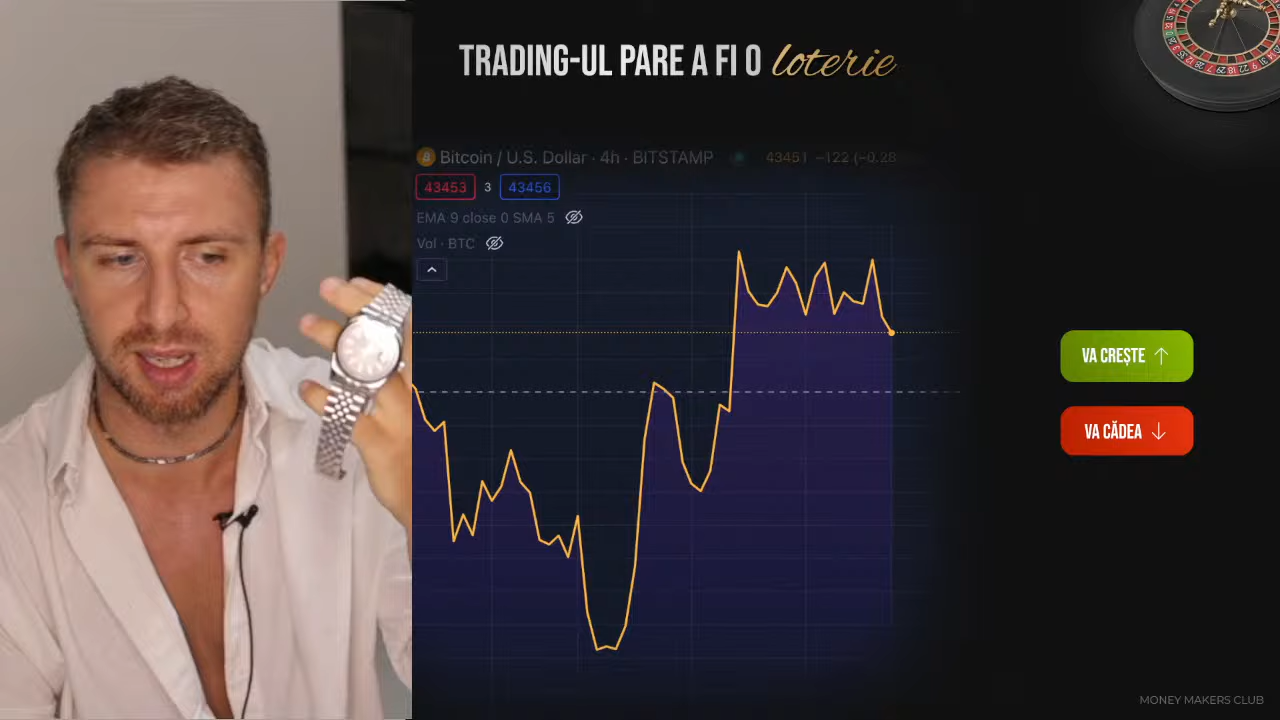 TRADING-UL PARE A FI O loterie
Bitcoin / U.S. Dollar · 4h · BITSTAMP 43451 −122 (−0.28
43453 3 43456
EMA 9 close 0 SMA 5
Vol · BTC
VA CREȘTE ↑
VA CĂDEA ↓
MONEY MAKERS CLUB